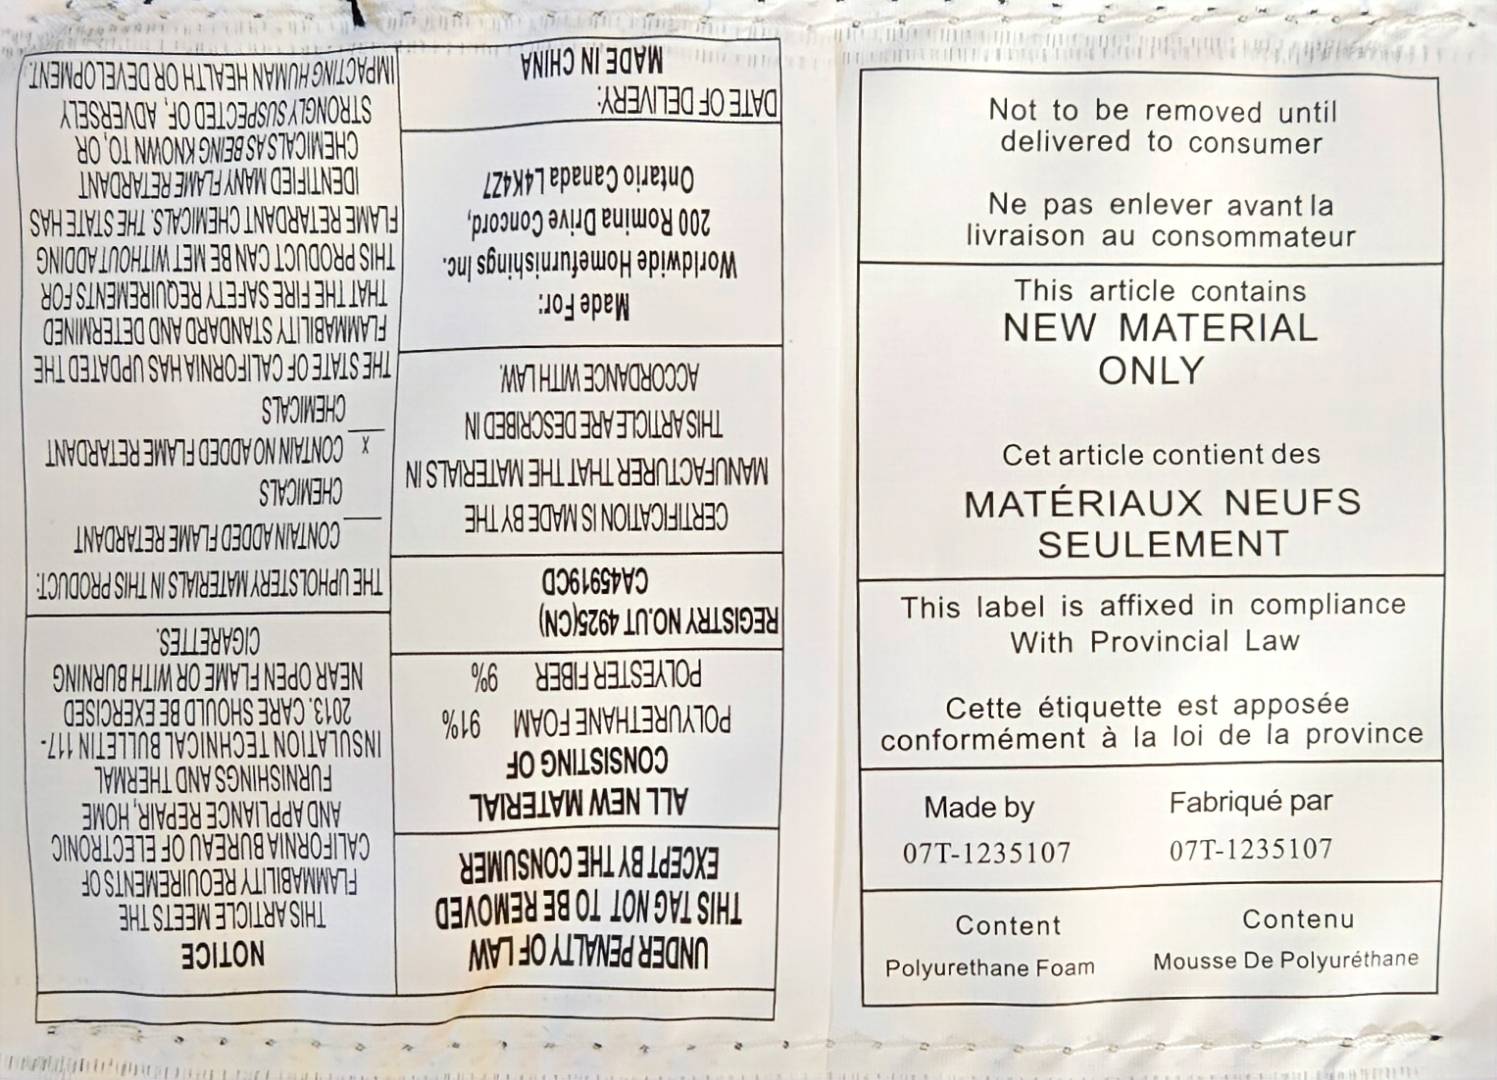 NOTICE
THIS ARTICLE MEETS THE
FLAMMABILITY REQUIREMENTS OF
CALIFORNIA BUREAU OF ELECTRONIC
AND APPLIANCE REPAIR, HOME
FURNISHINGS AND THERMAL
INSULATION TECHNICAL BULLETIN 117-
2013. CARE SHOULD BE EXERCISED
NEAR OPEN FLAME OR WITH BURNING
CIGARETTES.
THE UPHOLSTERY MATERIALS IN THIS PRODUCT:
CONTAIN ADDED FLAME RETARDANT
CHEMICALS
x CONTAIN NO ADDED FLAME RETARDANT
CHEMICALS
THE STATE OF CALIFORNIA HAS UPDATED THE
FLAMMABILITY STANDARD AND DETERMINED
THAT THE FIRE SAFETY REQUIREMENTS FOR
THIS PRODUCT CAN BE MET WITHOUT ADDING
FLAME RETARDANT CHEMICALS. THE STATE HAS
IDENTIFIED MANY FLAME RETARDANT
CHEMICALS AS BEING KNOWN TO, OR
STRONGLY SUSPECTED OF, ADVERSELY
IMPACTING HUMAN HEALTH OR DEVELOPMENT.
UNDER PENALTY OF LAW
THIS TAG NOT TO BE REMOVED
EXCEPT BY THE CONSUMER
ALL NEW MATERIAL
CONSISTING OF
POLYURETHANE FOAM 91%
POLYESTER FIBER 9%
REGISTRY NO.UT 4925(CN)
CA45919CD
CERTIFICATION IS MADE BY THE
MANUFACTURER THAT THE MATERIALS IN
THIS ARTICLE ARE DESCRIBED IN
ACCORDANCE WITH LAW.
Made For:
Worldwide Homefurnishings Inc.
200 Romina Drive Concord,
Ontario Canada L4K4Z7
DATE OF DELIVERY:
MADE IN CHINA
Not to be removed until
delivered to consumer
Ne pas enlever avant la
livraison au consommateur
This article contains
NEW MATERIAL
ONLY
Cet article contient des
MATÉRIAUX NEUFS
SEULEMENT
This label is affixed in compliance
With Provincial Law
Cette étiquette est apposée
conformément à la loi de la province
Made by Fabriqué par
07T-1235107 07T-1235107
Content Contenu
Polyurethane Foam Mousse De Polyuréthane